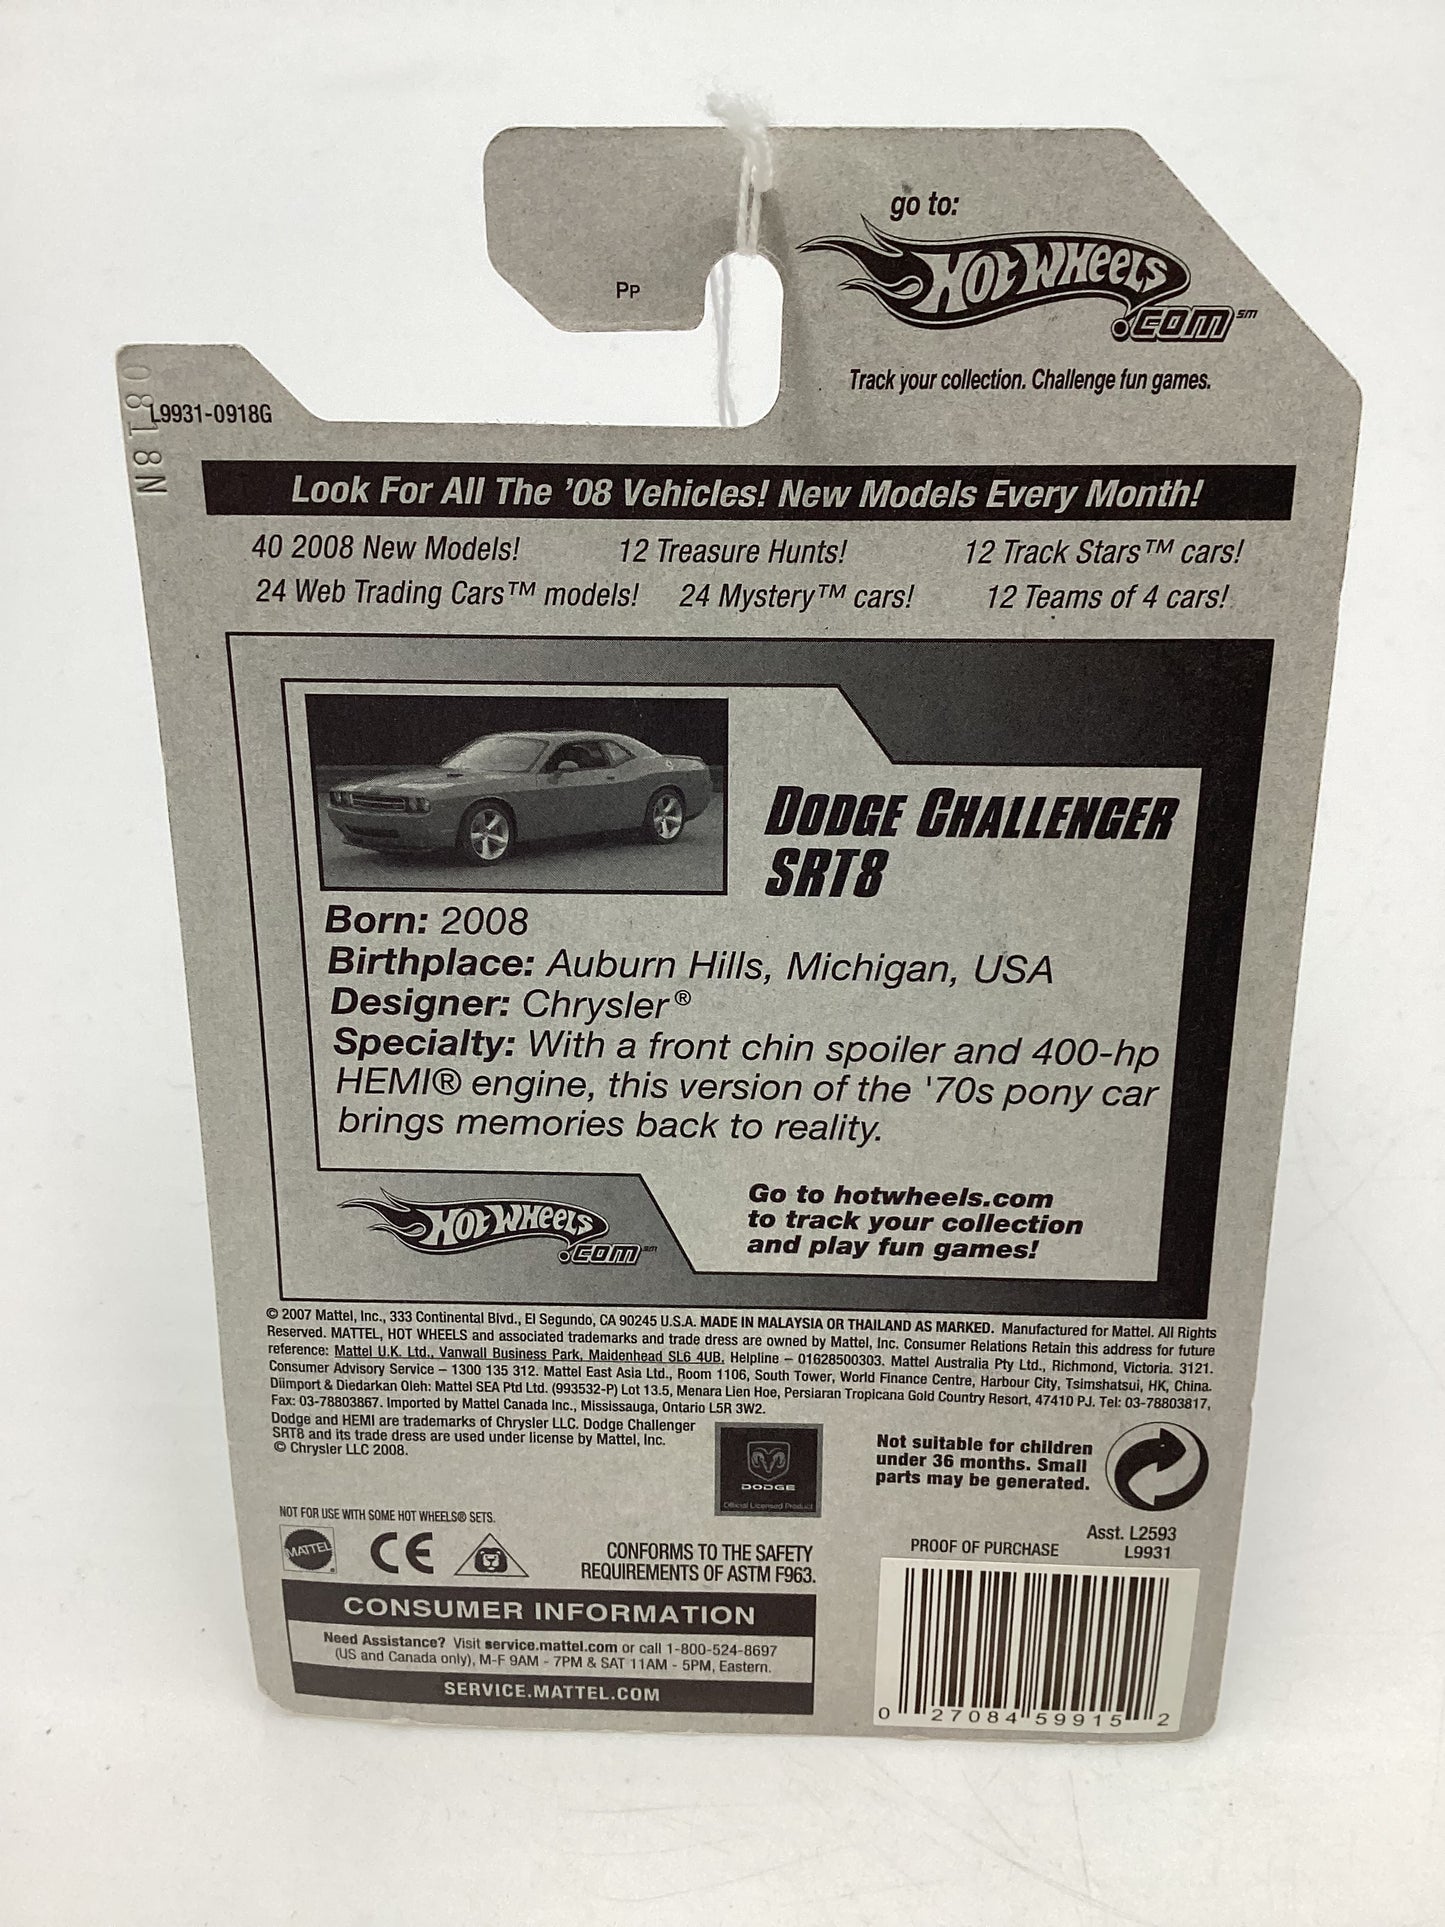 go to:
Hot Wheels
.com SM
Pp
Track your collection. Challenge fun games.
0818N
L9931-0918G
Look For All The '08 Vehicles! New Models Every Month!
40 2008 New Models! 12 Treasure Hunts! 12 Track Stars™ cars!
24 Web Trading Cars™ models! 24 Mystery™ cars! 12 Teams of 4 cars!
DODGE CHALLENGER
SRT8
Born: 2008
Birthplace: Auburn Hills, Michigan, USA
Designer: Chrysler®
Specialty: With a front chin spoiler and 400-hp
HEMI® engine, this version of the '70s pony car
brings memories back to reality.
Hot Wheels
.com SM
Go to hotwheels.com
to track your collection
and play fun games!
© 2007 Mattel, Inc., 333 Continental Blvd., El Segundo, CA 90245 U.S.A. MADE IN MALAYSIA OR THAILAND AS MARKED. Manufactured for Mattel. All Rights
Reserved. MATTEL, HOT WHEELS and associated trademarks and trade dress are owned by Mattel, Inc. Consumer Relations Retain this address for future
reference: Mattel U.K. Ltd., Vanwall Business Park, Maidenhead SL6 4UB. Helpline – 01628500303. Mattel Australia Pty Ltd., Richmond, Victoria. 3121.
Consumer Advisory Service – 1300 135 312. Mattel East Asia Ltd., Room 1106, South Tower, World Finance Centre, Harbour City, Tsimshatsui, HK, China.
Diimport & Diedarkan Oleh: Mattel SEA Ptd Ltd. (993532-P) Lot 13.5, Menara Lien Hoe, Persiaran Tropicana Gold Country Resort, 47410 PJ. Tel: 03-78803817,
Fax: 03-78803867. Imported by Mattel Canada Inc., Mississauga, Ontario L5R 3W2.
Dodge and HEMI are trademarks of Chrysler LLC. Dodge Challenger
SRT8 and its trade dress are used under license by Mattel, Inc.
© Chrysler LLC 2008.
DODGE
Official Licensed Product
Not suitable for children
under 36 months. Small
parts may be generated.
NOT FOR USE WITH SOME HOT WHEELS® SETS.
MATTEL®
CE
CONFORMS TO THE SAFETY
REQUIREMENTS OF ASTM F963.
PROOF OF PURCHASE
Asst. L2593
L9931
CONSUMER INFORMATION
Need Assistance? Visit service.mattel.com or call 1-800-524-8697
(US and Canada only), M-F 9AM - 7PM & SAT 11AM - 5PM, Eastern.
SERVICE.MATTEL.COM
0 27084 59915 2